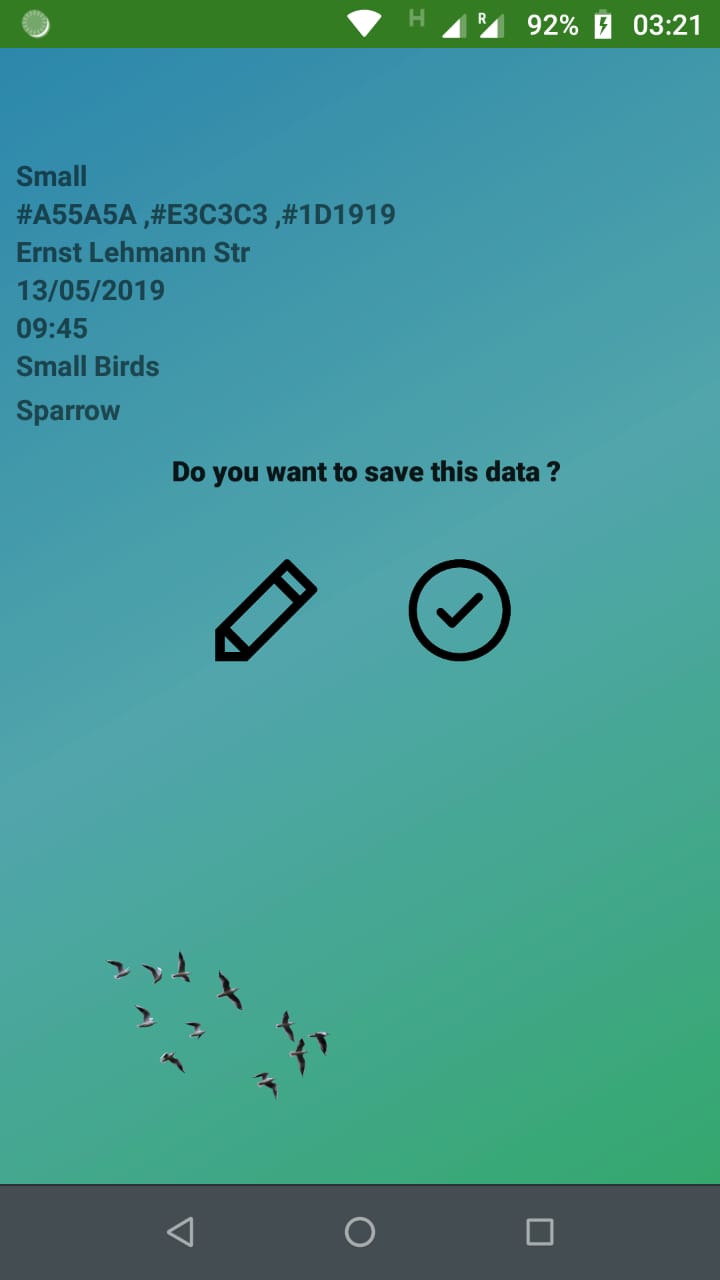 H R 92% 03:21
Small
#A55A5A ,#E3C3C3 ,#1D1919
Ernst Lehmann Str
13/05/2019
09:45
Small Birds
Sparrow
Do you want to save this data ?